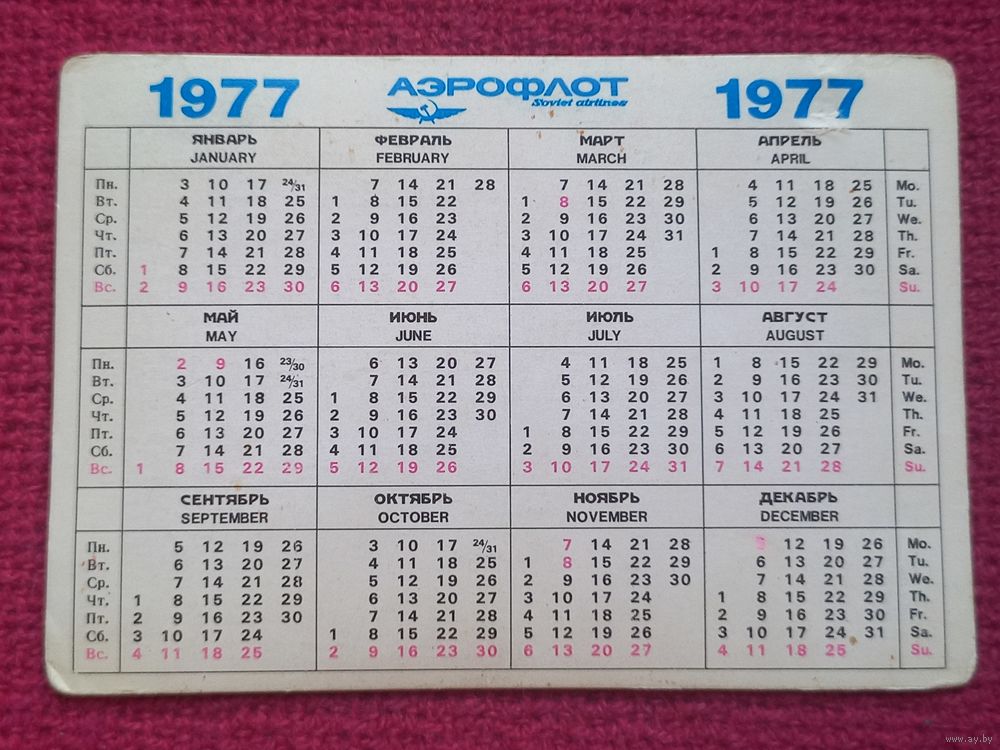 1977 АЭРОФЛОТ 1977
Soviet airlines
ЯНВАРЬ ФЕВРАЛЬ МАРТ АПРЕЛЬ
JANUARY FEBRUARY MARCH APRIL
Пн. 3 10 17 24/31 7 14 21 28 7 14 21 28 4 11 18 25 Mo.
Вт. 4 11 18 25 1 8 15 22 1 8 15 22 29 5 12 19 26 Tu.
Ср. 5 12 19 26 2 9 16 23 2 9 16 23 30 6 13 20 27 We.
Чт. 6 13 20 27 3 10 17 24 3 10 17 24 31 7 14 21 28 Th.
Пт. 7 14 21 28 4 11 18 25 4 11 18 25 1 8 15 22 29 Fr.
Сб. 1 8 15 22 29 5 12 19 26 5 12 19 26 2 9 16 23 30 Sa.
Вс. 2 9 16 23 30 6 13 20 27 6 13 20 27 3 10 17 24 Su.
МАЙ ИЮНЬ ИЮЛЬ АВГУСТ
MAY JUNE JULY AUGUST
Пн. 2 9 16 23/30 6 13 20 27 4 11 18 25 1 8 15 22 29 Mo.
Вт. 3 10 17 24/31 7 14 21 28 5 12 19 26 2 9 16 23 30 Tu.
Ср. 4 11 18 25 1 8 15 22 29 6 13 20 27 3 10 17 24 31 We.
Чт. 5 12 19 26 2 9 16 23 30 7 14 21 28 4 11 18 25 Th.
Пт. 6 13 20 27 3 10 17 24 1 8 15 22 29 5 12 19 26 Fr.
Сб. 7 14 21 28 4 11 18 25 2 9 16 23 30 6 13 20 27 Sa.
Вс. 1 8 15 22 29 5 12 19 26 3 10 17 24 31 7 14 21 28 Su.
СЕНТЯБРЬ ОКТЯБРЬ НОЯБРЬ ДЕКАБРЬ
SEPTEMBER OCTOBER NOVEMBER DECEMBER
Пн. 5 12 19 26 3 10 17 24/31 7 14 21 28 5 12 19 26 Mo.
Вт. 6 13 20 27 4 11 18 25 1 8 15 22 29 6 13 20 27 Tu.
Ср. 7 14 21 28 5 12 19 26 2 9 16 23 30 7 14 21 28 We.
Чт. 1 8 15 22 29 6 13 20 27 3 10 17 24 1 8 15 22 29 Th.
Пт. 2 9 16 23 30 7 14 21 28 4 11 18 25 2 9 16 23 30 Fr.
Сб. 3 10 17 24 1 8 15 22 29 5 12 19 26 3 10 17 24 31 Sa.
Вс. 4 11 18 25 2 9 16 23 30 6 13 20 27 4 11 18 25 Su.
www.ay.by